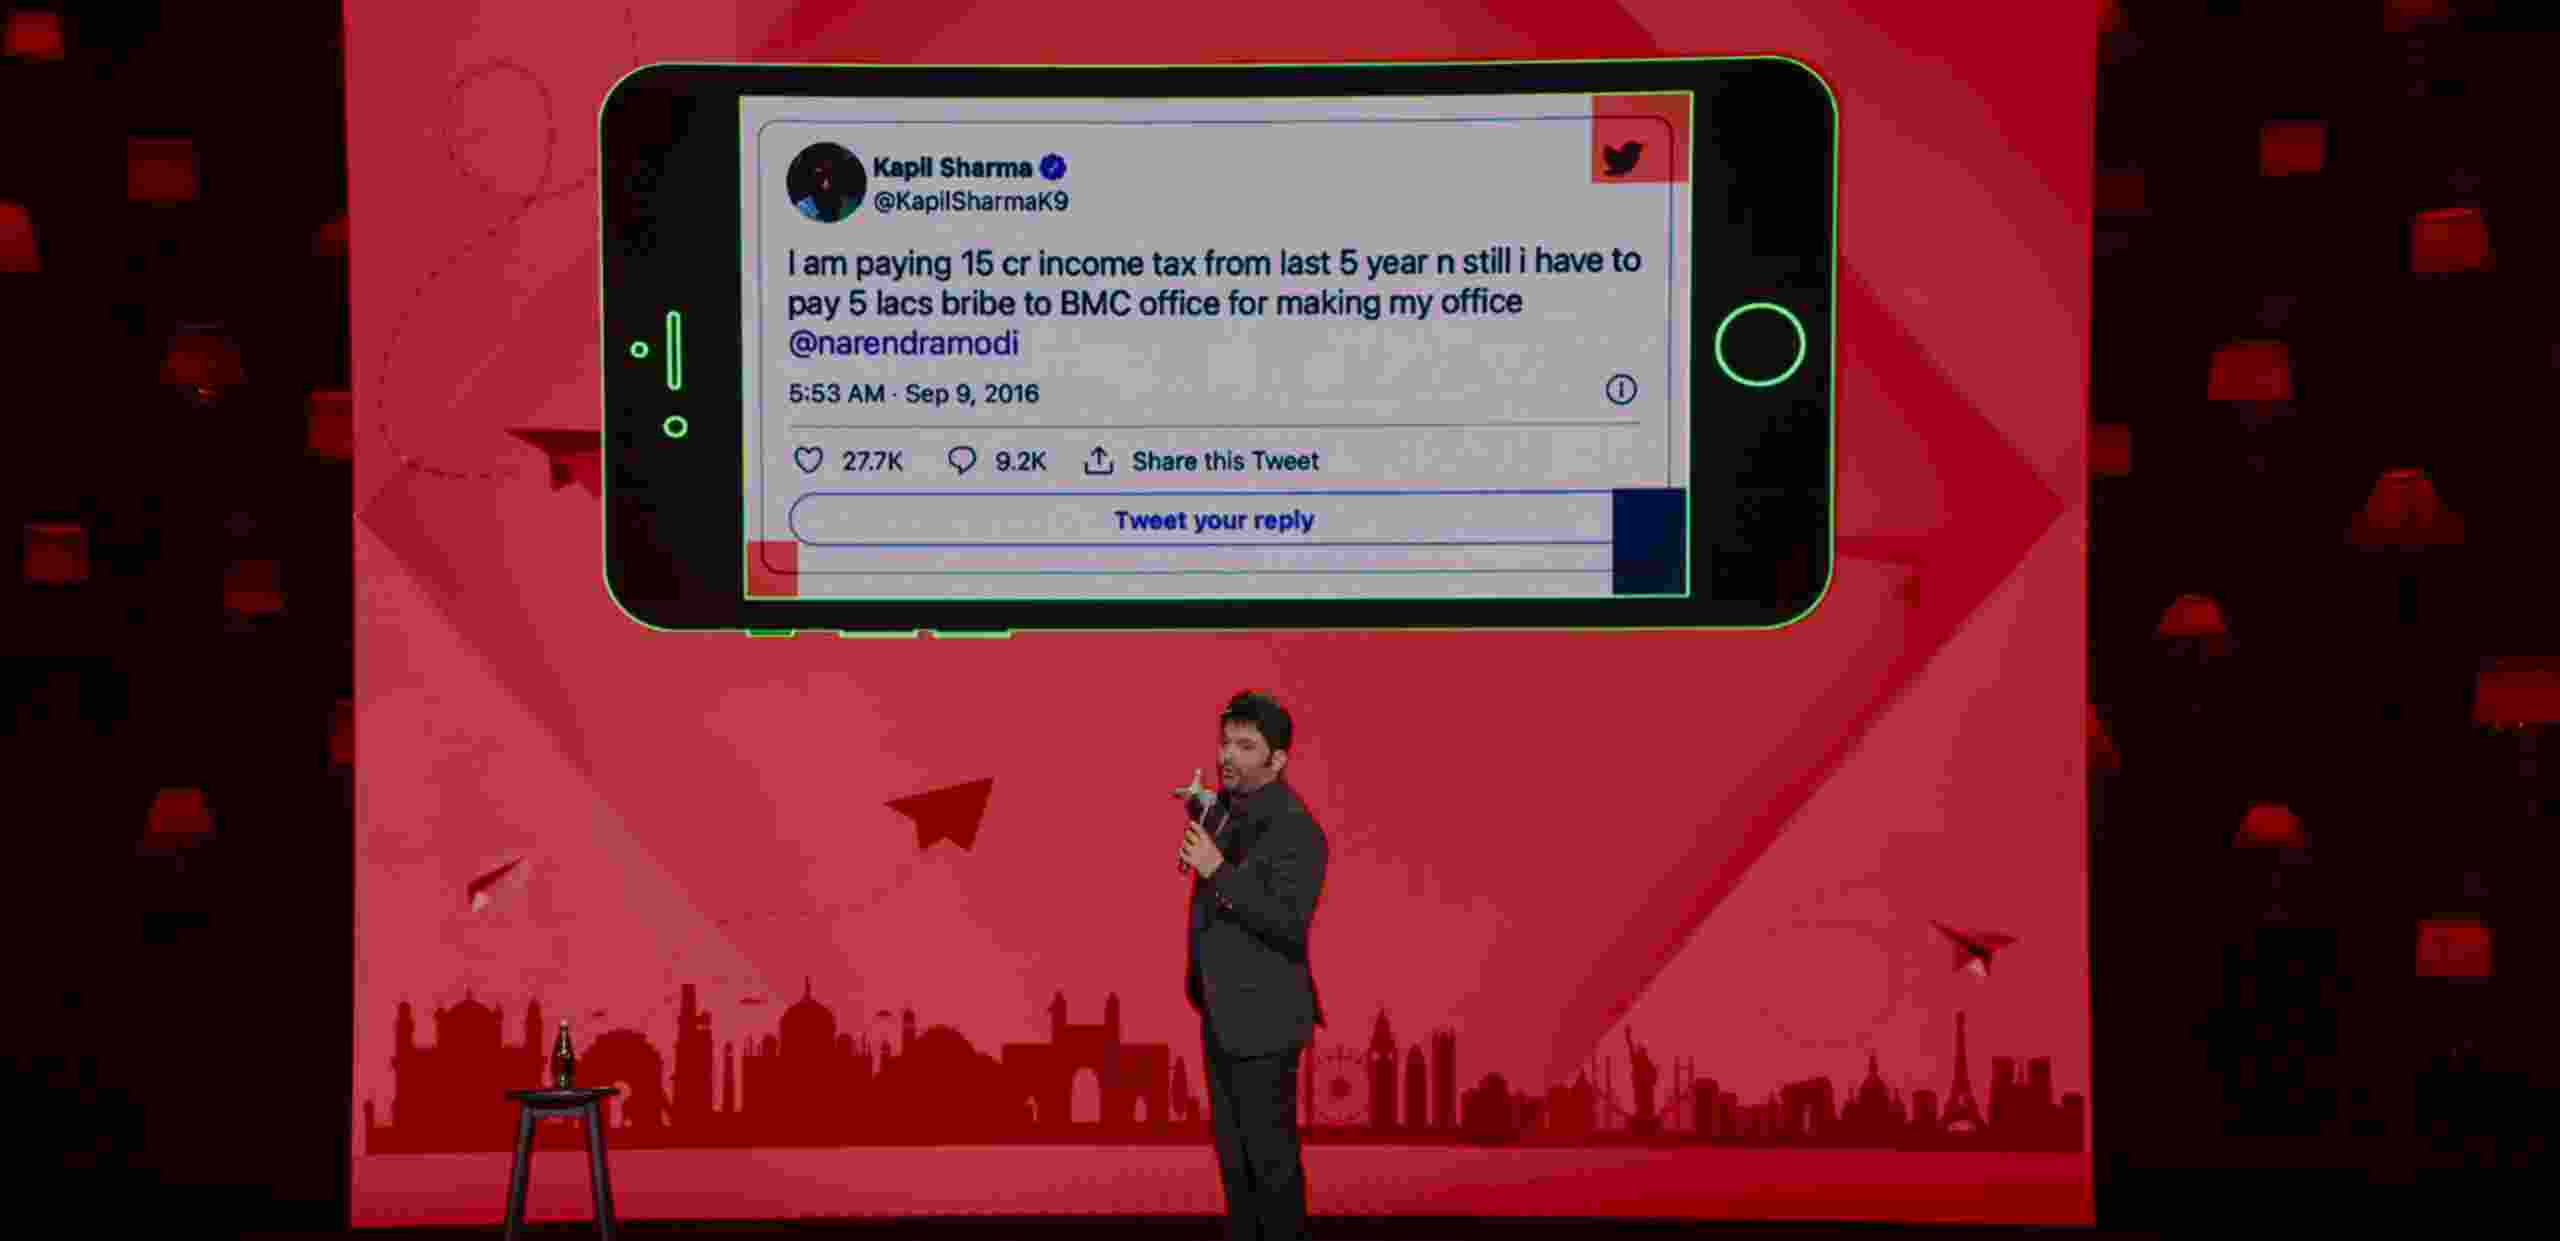 Kapil Sharma
@KapilSharmaK9
I am paying 15 cr income tax from last 5 year n still i have to
pay 5 lacs bribe to BMC office for making my office
@narendramodi
5:53 AM · Sep 9, 2016
27.7K 9.2K Share this Tweet
Tweet your reply